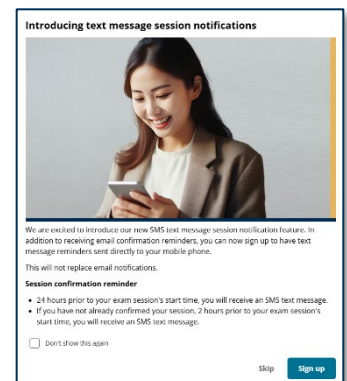 Introducing text message session notifications
We are excited to introduce our new SMS text message session notification feature. In
addition to receiving email confirmation reminders, you can now sign up to have text
message reminders sent directly to your mobile phone.
This will not replace email notifications.
Session confirmation reminder
• 24 hours prior to your exam session's start time, you will receive an SMS text message.
• If you have not already confirmed your session, 2 hours prior to your exam session's
start time, you will receive an SMS text message.
Don't show this again
Skip
Sign up